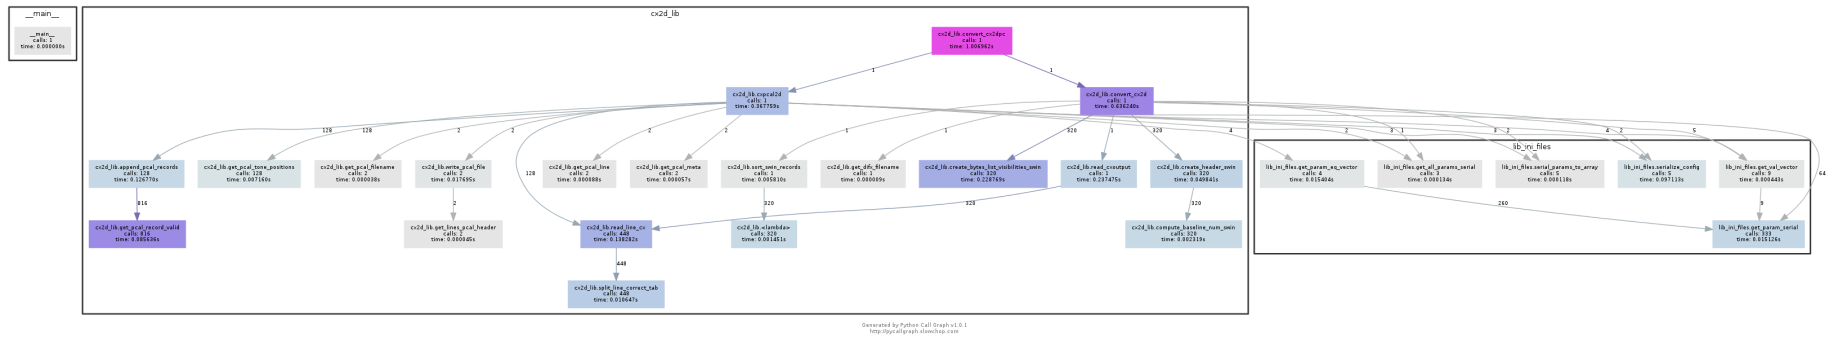 __main__
__main__
calls: 1
time: 0.000000s
cx2d_lib
cx2d_lib.convert_cx2dpc
calls: 1
time: 1.006962s
1
1
cx2d_lib.cxpcal2d
calls: 1
time: 0.367759s
cx2d_lib.convert_cx2d
calls: 1
time: 0.636240s
128
128
2
2
128
2
2
1
1
320
1
320
4
2
1
3
2
3
4
2
5
64
lib_ini_files
cx2d_lib.append_pcal_records
calls: 128
time: 0.126770s
cx2d_lib.get_pcal_tone_positions
calls: 128
time: 0.007160s
cx2d_lib.get_pcal_filename
calls: 2
time: 0.000038s
cx2d_lib.write_pcal_file
calls: 2
time: 0.017695s
cx2d_lib.get_pcal_line
calls: 2
time: 0.000088s
cx2d_lib.get_pcal_meta
calls: 2
time: 0.000057s
cx2d_lib.sort_swin_records
calls: 1
time: 0.005810s
cx2d_lib.get_difx_filename
calls: 1
time: 0.000009s
cx2d_lib.create_bytes_list_visibilities_swin
calls: 320
time: 0.228769s
cx2d_lib.read_cxoutput
calls: 1
time: 0.237475s
cx2d_lib.create_header_swin
calls: 320
time: 0.049841s
lib_ini_files.get_param_eq_vector
calls: 4
time: 0.015404s
lib_ini_files.get_all_params_serial
calls: 3
time: 0.000134s
lib_ini_files.serial_params_to_array
calls: 5
time: 0.000118s
lib_ini_files.serialize_config
calls: 5
time: 0.097113s
lib_ini_files.get_val_vector
calls: 9
time: 0.000443s
816
2
320
320
320
260
9
cx2d_lib.get_pcal_record_valid
calls: 816
time: 0.085636s
cx2d_lib.get_lines_pcal_header
calls: 2
time: 0.000045s
cx2d_lib.read_line_cx
calls: 448
time: 0.138282s
cx2d_lib.<lambda>
calls: 320
time: 0.001451s
cx2d_lib.compute_baseline_num_swin
calls: 320
time: 0.002319s
lib_ini_files.get_param_serial
calls: 333
time: 0.015126s
448
cx2d_lib.split_line_correct_tab
calls: 448
time: 0.010647s
Generated by Python Call Graph v1.0.1
http://pycallgraph.slowchop.com